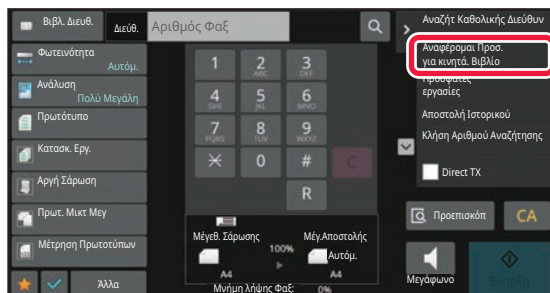 Βιβλ. Διευθ.
Διεύθ.
Αριθμός Φαξ
Φωτεινότητα
Αυτόμ.
Ανάλυση
Πολύ Μεγάλη
Πρωτότυπο
Κατασκ. Εργ.
Αργή Σάρωση
Πρωτ. Μικτ Μεγ
Μέτρηση Πρωτοτύπων
Άλλα
1
2 ABC
3 DEF
4 GHI
5 JKL
6 MNO
7 PQRS
8 TUV
9 WXYZ
0
#
C
R
Μέγεθ. Σάρωσης
Μέγ.Αποστολής
100%
Αυτόμ.
A4
A4
Μνήμη λήψης Φαξ: 0%
Αναζήτ Καθολικής Διεύθυν
Αναφέρομαι Προσ.
για κινητά. Βιβλίο
Πρόσφατες
εργασίες
Αποστολή Ιστορικού
Κλήση Αριθμού Αναζήτησης
Direct TX
Προεπισκόπ
CA
Μεγάφωνο
Έναρξη